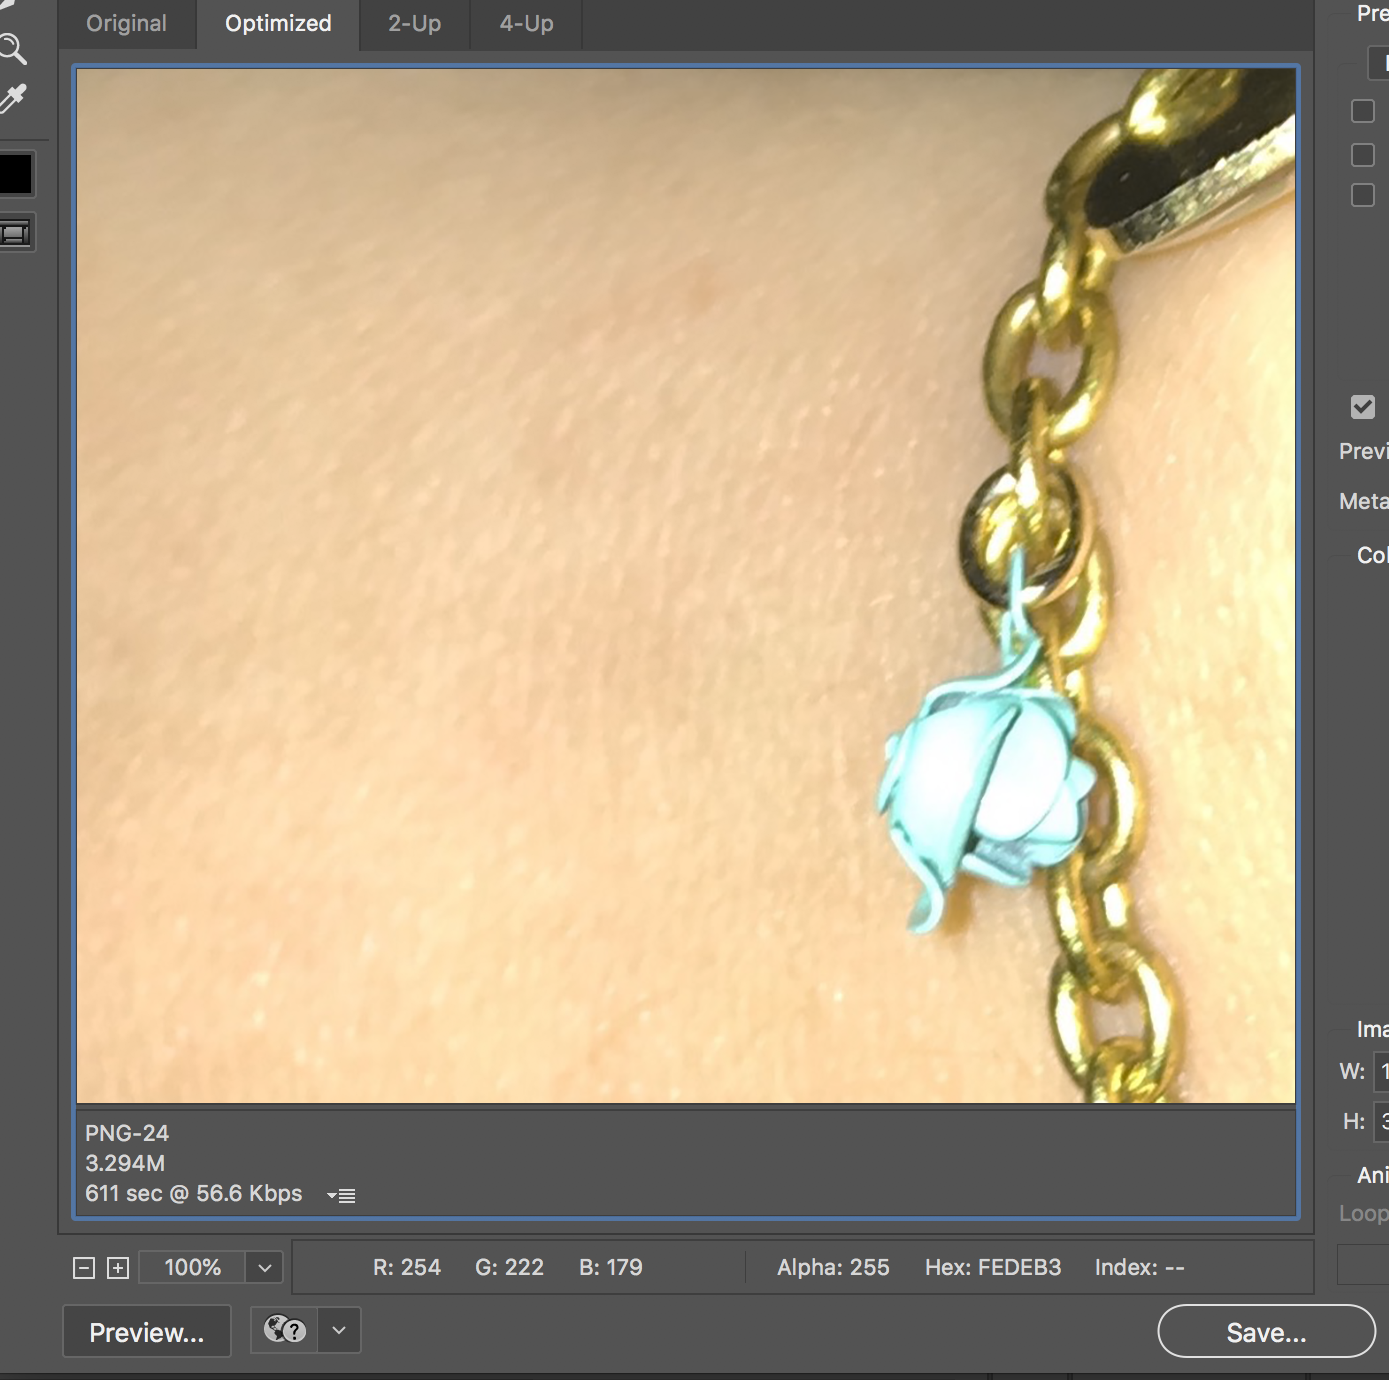 Original Optimized 2-Up 4-Up
Pre
Previ
Meta
Col
Ima
W: 1
H: 3
Ani
Loop
PNG-24
3.294M
611 sec @ 56.6 Kbps
100% R: 254 G: 222 B: 179 Alpha: 255 Hex: FEDEB3 Index: --
Preview... ? Save...